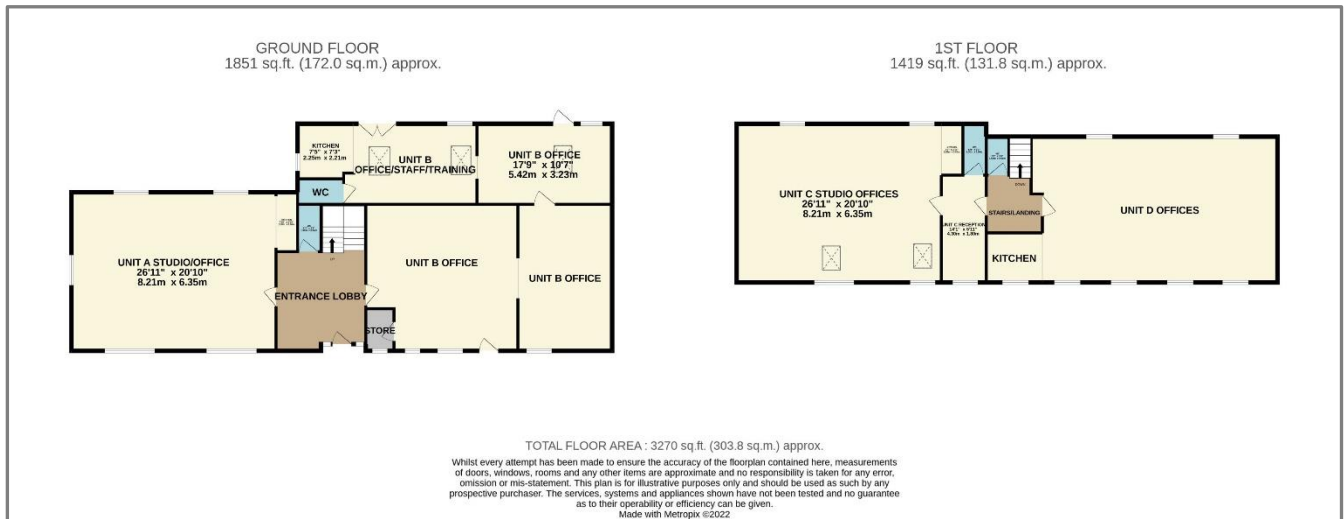 GROUND FLOOR
1851 sq.ft. (172.0 sq.m.) approx.
KITCHEN
7'5" x 7'3"
2.25m x 2.21m
UNIT B
OFFICE/STAFF/TRAINING
UNIT B OFFICE
17'9" x 10'7"
5.42m x 3.23m
WC
UNIT A STUDIO/OFFICE
26'11" x 20'10"
8.21m x 6.35m
UP
ENTRANCE LOBBY
UNIT B OFFICE
UNIT B OFFICE
STORE
1ST FLOOR
1419 sq.ft. (131.8 sq.m.) approx.
UNIT C STUDIO OFFICES
26'11" x 20'10"
8.21m x 6.35m
DOWN
STAIRS/LANDING
UNIT D OFFICES
UNIT C RECEPTION
KITCHEN
TOTAL FLOOR AREA : 3270 sq.ft. (303.8 sq.m.) approx.
Whilst every attempt has been made to ensure the accuracy of the floorplan contained here, measurements
of doors, windows, rooms and any other items are approximate and no responsibility is taken for any error,
omission or mis-statement. This plan is for illustrative purposes only and should be used as such by any
prospective purchaser. The services, systems and appliances shown have not been tested and no guarantee
as to their operability or efficiency can be given.
Made with Metropix ©2022